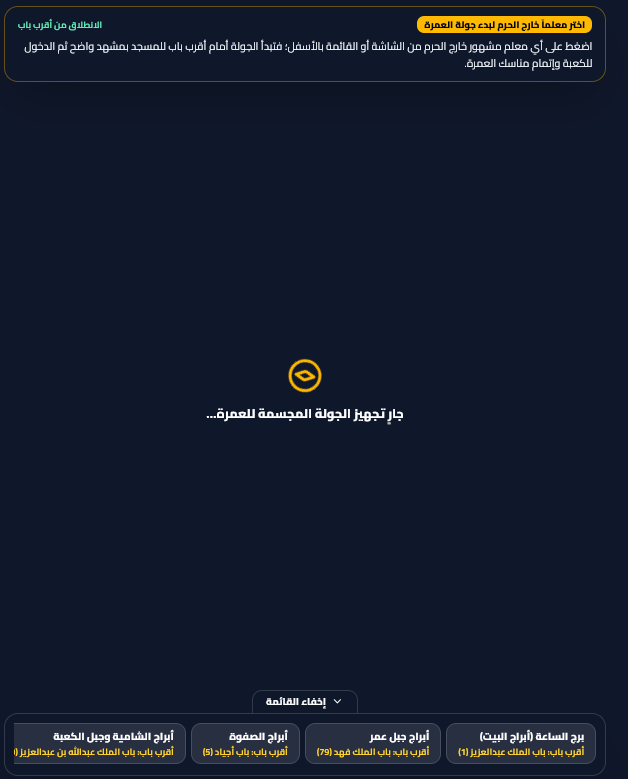 اختر معلماً خارج الحرم لبدء جولة العمرة
الانطلاق من أقرب باب
اضغط على أي معلم مشهور خارج الحرم من الشاشة أو القائمة بالأسفل؛ فتبدأ الجولة أمام أقرب باب للمسجد بمشهد واضح ثم الدخول
للكعبة وإتمام مناسك العمرة.
جارٍ تجهيز الجولة المجسمة للعمرة...
إخفاء القائمة
برج الساعة (أبراج البيت)
أقرب باب: باب الملك عبدالعزيز (1)
أبراج جبل عمر
أقرب باب: باب الملك فهد (79)
أبراج الصفوة
أقرب باب: باب أجياد (5)
أبراج الشامية وجبل الكعبة
أقرب باب: باب الملك عبدالله بن عبدالعزيز